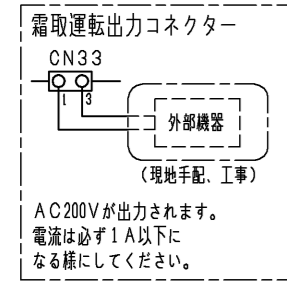 霜取運転出力コネクター
CN33
1 3
外部機器
(現地手配、工事)
AC200Vが出力されます。
電流は必ず1A以下に
なる様にしてください。